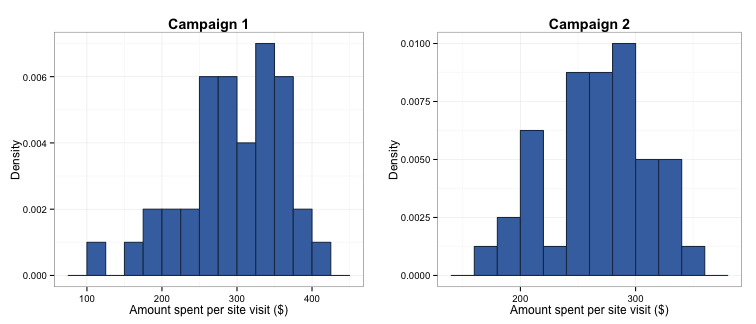 Campaign 1
Density
0.006
0.004
0.002
0.000
100 200 300 400
Amount spent per site visit ($)
Campaign 2
Density
0.0100
0.0075
0.0050
0.0025
0.0000
200 300
Amount spent per site visit ($)